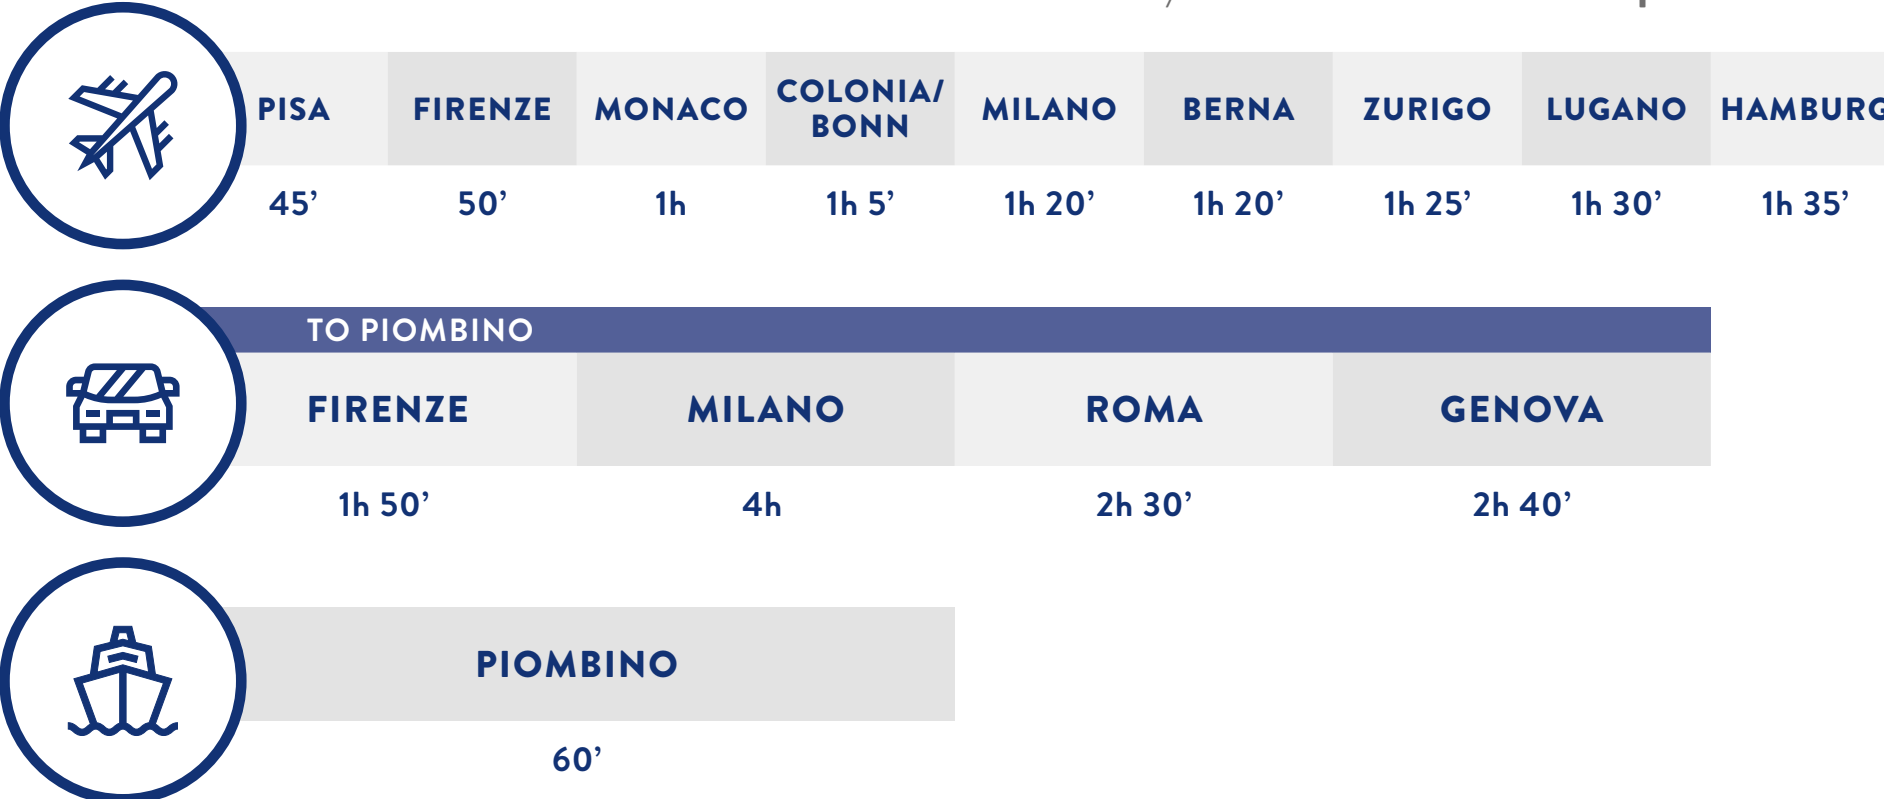 PISA FIRENZE MONACO COLONIA/ BONN MILANO BERNA ZURIGO LUGANO HAMBURG
45’ 50’ 1h 1h 5’ 1h 20’ 1h 20’ 1h 25’ 1h 30’ 1h 35’
TO PIOMBINO
FIRENZE MILANO ROMA GENOVA
1h 50’ 4h 2h 30’ 2h 40’
PIOMBINO
60’